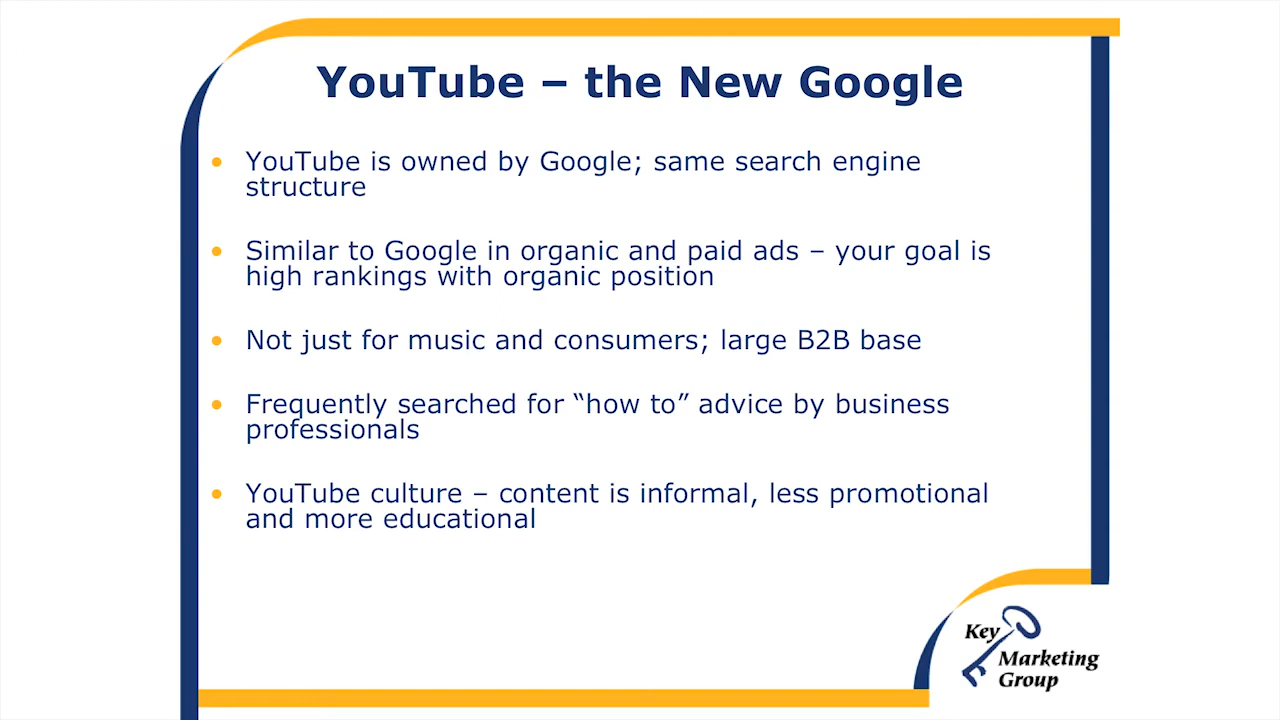 YouTube – the New Google
• YouTube is owned by Google; same search engine
structure
• Similar to Google in organic and paid ads – your goal is
high rankings with organic position
• Not just for music and consumers; large B2B base
• Frequently searched for “how to” advice by business
professionals
• YouTube culture – content is informal, less promotional
and more educational
Key
Marketing
Group